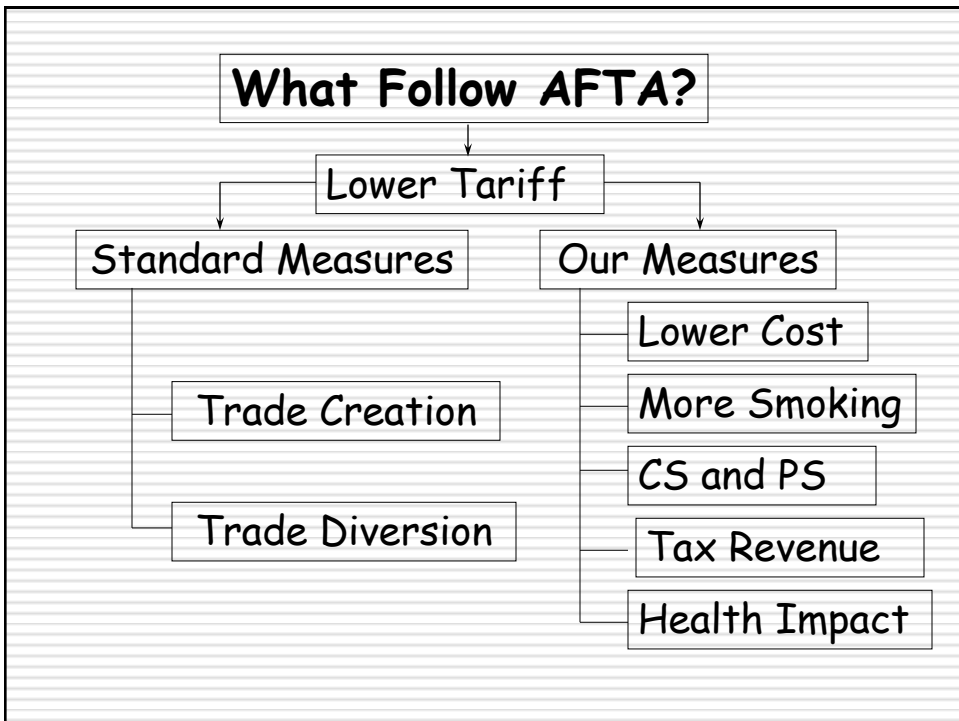 What Follow AFTA?
Lower Tariff
Standard Measures
Trade Creation
Trade Diversion
Our Measures
Lower Cost
More Smoking
CS and PS
Tax Revenue
Health Impact